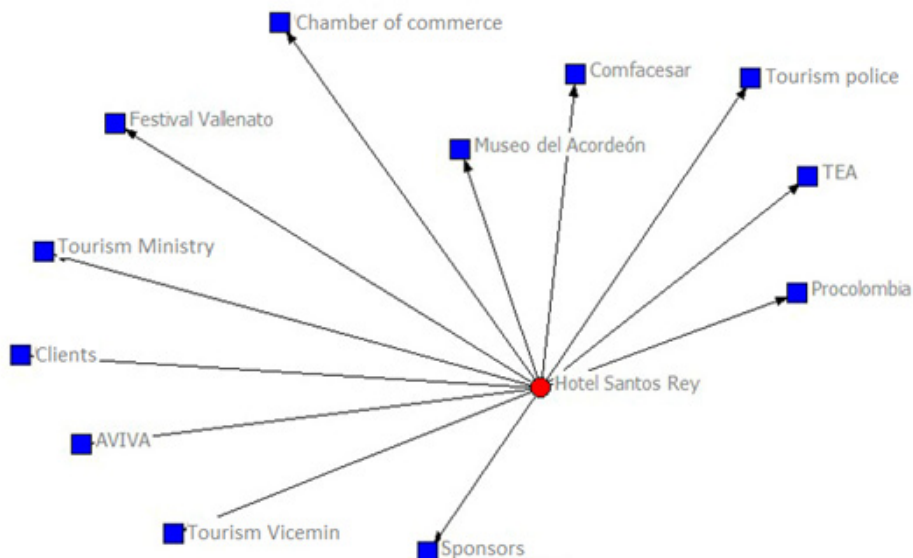 Chamber of commerce
Comfacesar
Tourism police
Festival Vallenato
Museo del Acordeón
TEA
Tourism Ministry
Procolombia
Clients
Hotel Santos Rey
AVIVA
Tourism Vicemin
Sponsors